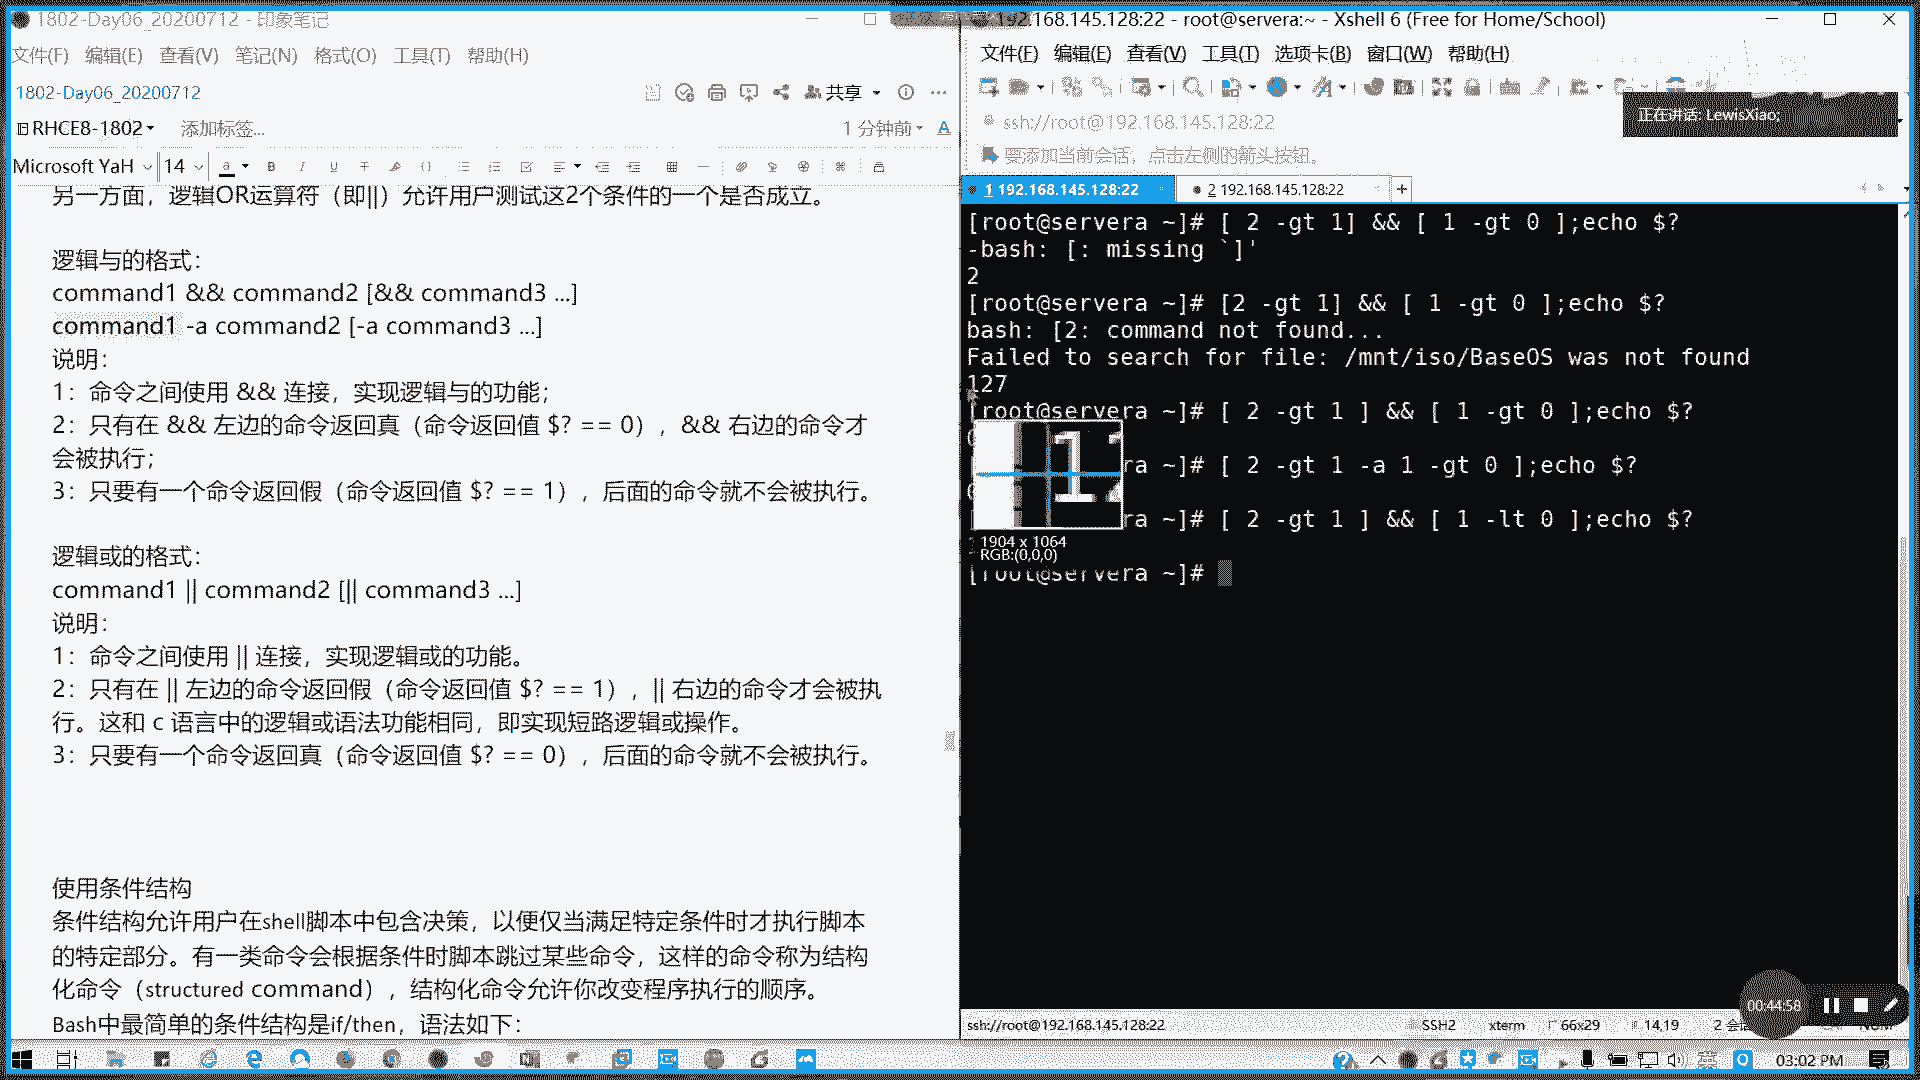 1802-Day06_20200712 - 印象笔记
文件(F) 编辑(E) 查看(V) 笔记(N) 格式(O) 工具(T) 帮助(H)
1802-Day06_20200712
共享
RHCE8-1802
添加标签...
1 分钟前
Microsoft YaH
14
另一方面，逻辑OR运算符（即||）允许用户测试这2个条件的一个是否成立。
逻辑与的格式：
command1 && command2 [&& command3 ...]
command1 -a command2 [-a command3 ...]
说明：
1：命令之间使用 && 连接，实现逻辑与的功能；
2：只有在 && 左边的命令返回真（命令返回值 $? == 0），&& 右边的命令才
会被执行；
3：只要有一个命令返回假（命令返回值 $? == 1），后面的命令就不会被执行。
逻辑或的格式：
command1 || command2 [|| command3 ...]
说明：
1：命令之间使用 || 连接，实现逻辑或的功能。
2：只有在 || 左边的命令返回假（命令返回值 $? == 1），|| 右边的命令才会被执
行。这和 c 语言中的逻辑或语法功能相同，即实现短路逻辑或操作。
3：只要有一个命令返回真（命令返回值 $? == 0），后面的命令就不会被执行。
使用条件结构
条件结构允许用户在shell脚本中包含决策，以便仅当满足特定条件时才执行脚本
的特定部分。有一类命令会根据条件时脚本跳过某些命令，这样的命令称为结构
化命令（structured command），结构化命令允许你改变程序执行的顺序。
Bash中最简单的条件结构是if/then，语法如下：
192.168.145.128:22 - root@servera:~ - Xshell 6 (Free for Home/School)
文件(F) 编辑(E) 查看(V) 工具(T) 选项卡(B) 窗口(W) 帮助(H)
ssh://root@192.168.145.128:22
正在讲话: LewisXiao;
要添加当前会话，点击左侧的箭头按钮。
1 192.168.145.128:22
2 192.168.145.128:22
[root@servera ~]# [ 2 -gt 1] && [ 1 -gt 0 ];echo $?
-bash: [: missing `]'
2
[root@servera ~]# [2 -gt 1] && [ 1 -gt 0 ];echo $?
bash: [2: command not found...
Failed to search for file: /mnt/iso/BaseOS was not found
127
[root@servera ~]# [ 2 -gt 1 ] && [ 1 -gt 0 ];echo $?
ra ~]# [ 2 -gt 1 -a 1 -gt 0 ];echo $?
ra ~]# [ 2 -gt 1 ] && [ 1 -lt 0 ];echo $?
1904 x 1064
RGB:(0,0,0)
[root@servera ~]#
00:44:58
ssh://root@192.168.145.128:22
SSH2
xterm
66x29
14,19
03:02 PM